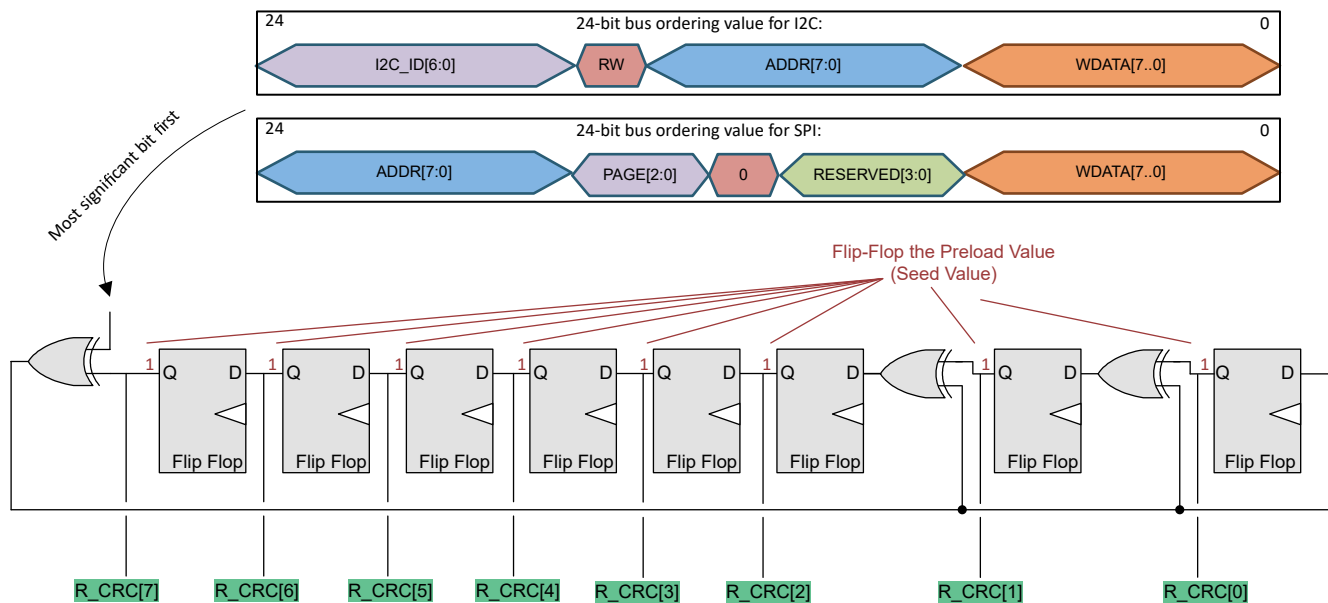 24 24-bit bus ordering value for I2C: 0
I2C_ID[6:0] RW ADDR[7:0] WDATA[7..0]
24 24-bit bus ordering value for SPI: 0
ADDR[7:0] PAGE[2:0] 0 RESERVED[3:0] WDATA[7..0]
Most significant bit first
Flip-Flop the Preload Value
(Seed Value)
1 1 1 1 1 1 1 1
Q D Q D Q D Q D Q D Q D Q D Q D
Flip Flop Flip Flop Flip Flop Flip Flop Flip Flop Flip Flop Flip Flop Flip Flop
R_CRC[7] R_CRC[6] R_CRC[5] R_CRC[4] R_CRC[3] R_CRC[2] R_CRC[1] R_CRC[0]